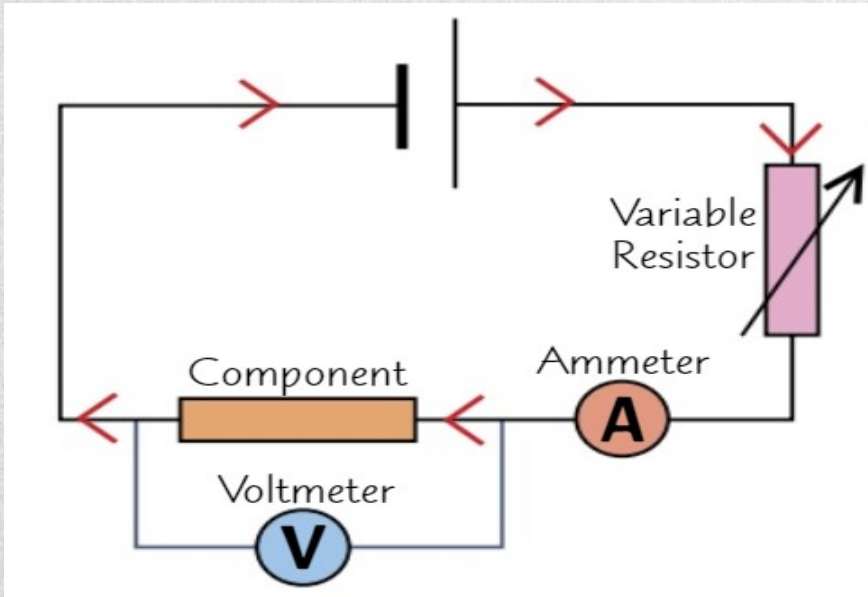 Variable
Resistor
Ammeter
A
Component
Voltmeter
V